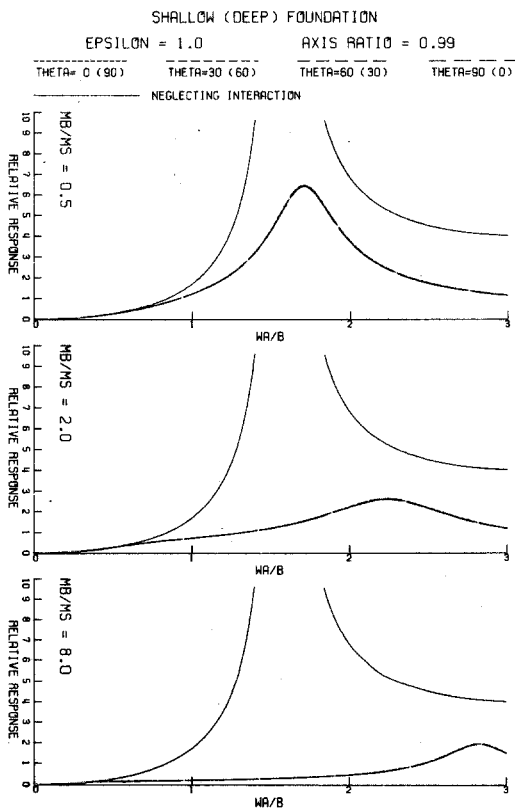 SHALLOW (DEEP) FOUNDATION
EPSILON = 1.0 AXIS RATIO = 0.99
THETA= 0 (90) THETA=30 (60) THETA=60 (30) THETA=90 (0)
NEGLECTING INTERACTION
MB/MS = 0.5
RELATIVE RESPONSE
0 1 2 3 4 5 6 7 8 9 10
0 1 2 3
WA/B
MB/MS = 2.0
RELATIVE RESPONSE
0 1 2 3 4 5 6 7 8 9 10
0 1 2 3
WA/B
MB/MS = 8.0
RELATIVE RESPONSE
0 1 2 3 4 5 6 7 8 9 10
0 1 2 3
WA/B